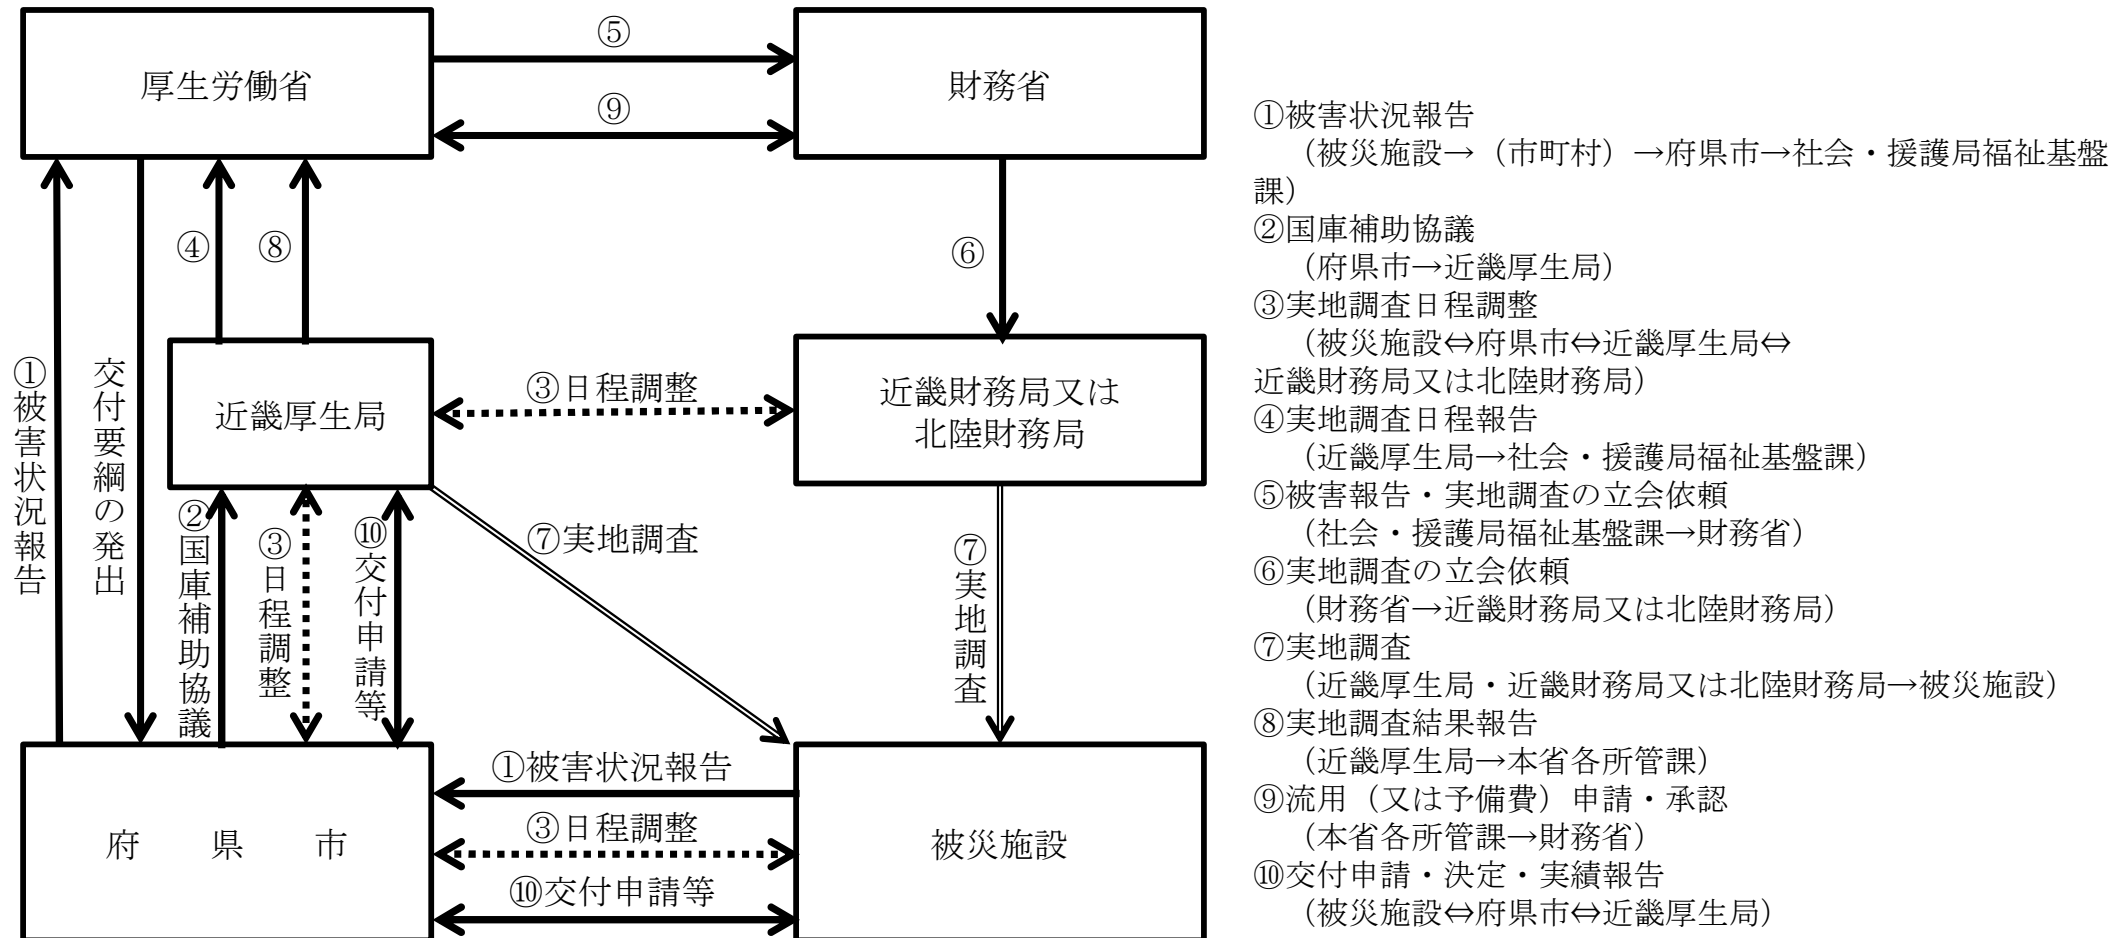 ⑤
厚生労働省
財務省
⑨
④
⑧
⑥
①被害状況報告
交付要綱の発出
近畿厚生局
③日程調整
近畿財務局又は
北陸財務局
②国庫補助協議
③日程調整
⑩交付申請等
⑦実地調査
⑦実地調査
①被害状況報告
③日程調整
⑩交付申請等
府　県　市
被災施設
①被害状況報告
（被災施設→（市町村）→府県市→社会・援護局福祉基盤
課）
②国庫補助協議
（府県市→近畿厚生局）
③実地調査日程調整
（被災施設⇔府県市⇔近畿厚生局⇔
近畿財務局又は北陸財務局）
④実地調査日程報告
（近畿厚生局→社会・援護局福祉基盤課）
⑤被害報告・実地調査の立会依頼
（社会・援護局福祉基盤課→財務省）
⑥実地調査の立会依頼
（財務省→近畿財務局又は北陸財務局）
⑦実地調査
（近畿厚生局・近畿財務局又は北陸財務局→被災施設）
⑧実地調査結果報告
（近畿厚生局→本省各所管課）
⑨流用（又は予備費）申請・承認
（本省各所管課→財務省）
⑩交付申請・決定・実績報告
（被災施設⇔府県市⇔近畿厚生局）